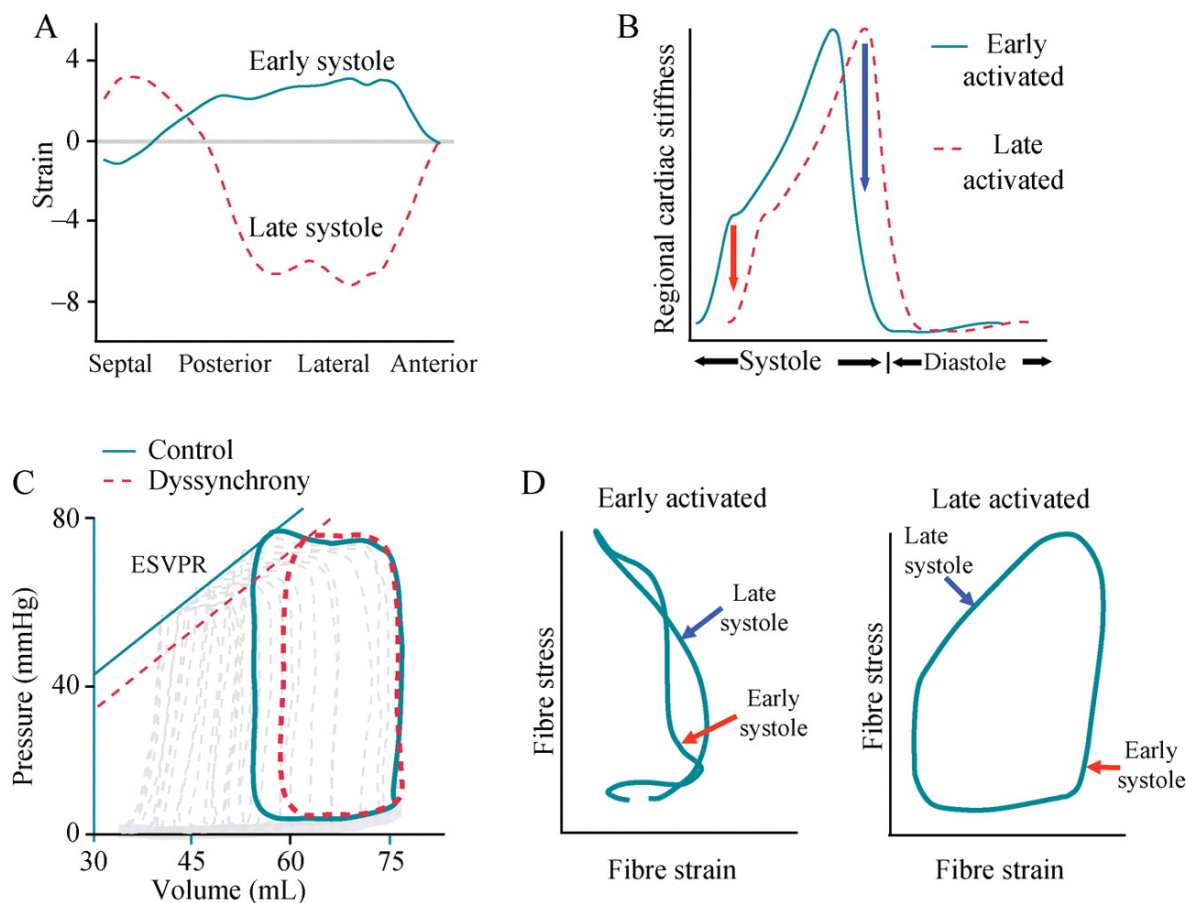 A
Early systole
Late systole
Strain
4
0
–4
–8
Septal Posterior Lateral Anterior
B
Early
activated
Late
activated
Regional cardiac stiffness
Systole
Diastole
Control
Dyssynchrony
C
ESVPR
Pressure (mmHg)
80
40
0
30 45 60 75
Volume (mL)
D
Early activated
Late
systole
Early
systole
Fibre stress
Fibre strain
Late activated
Late
systole
Early
systole
Fibre stress
Fibre strain